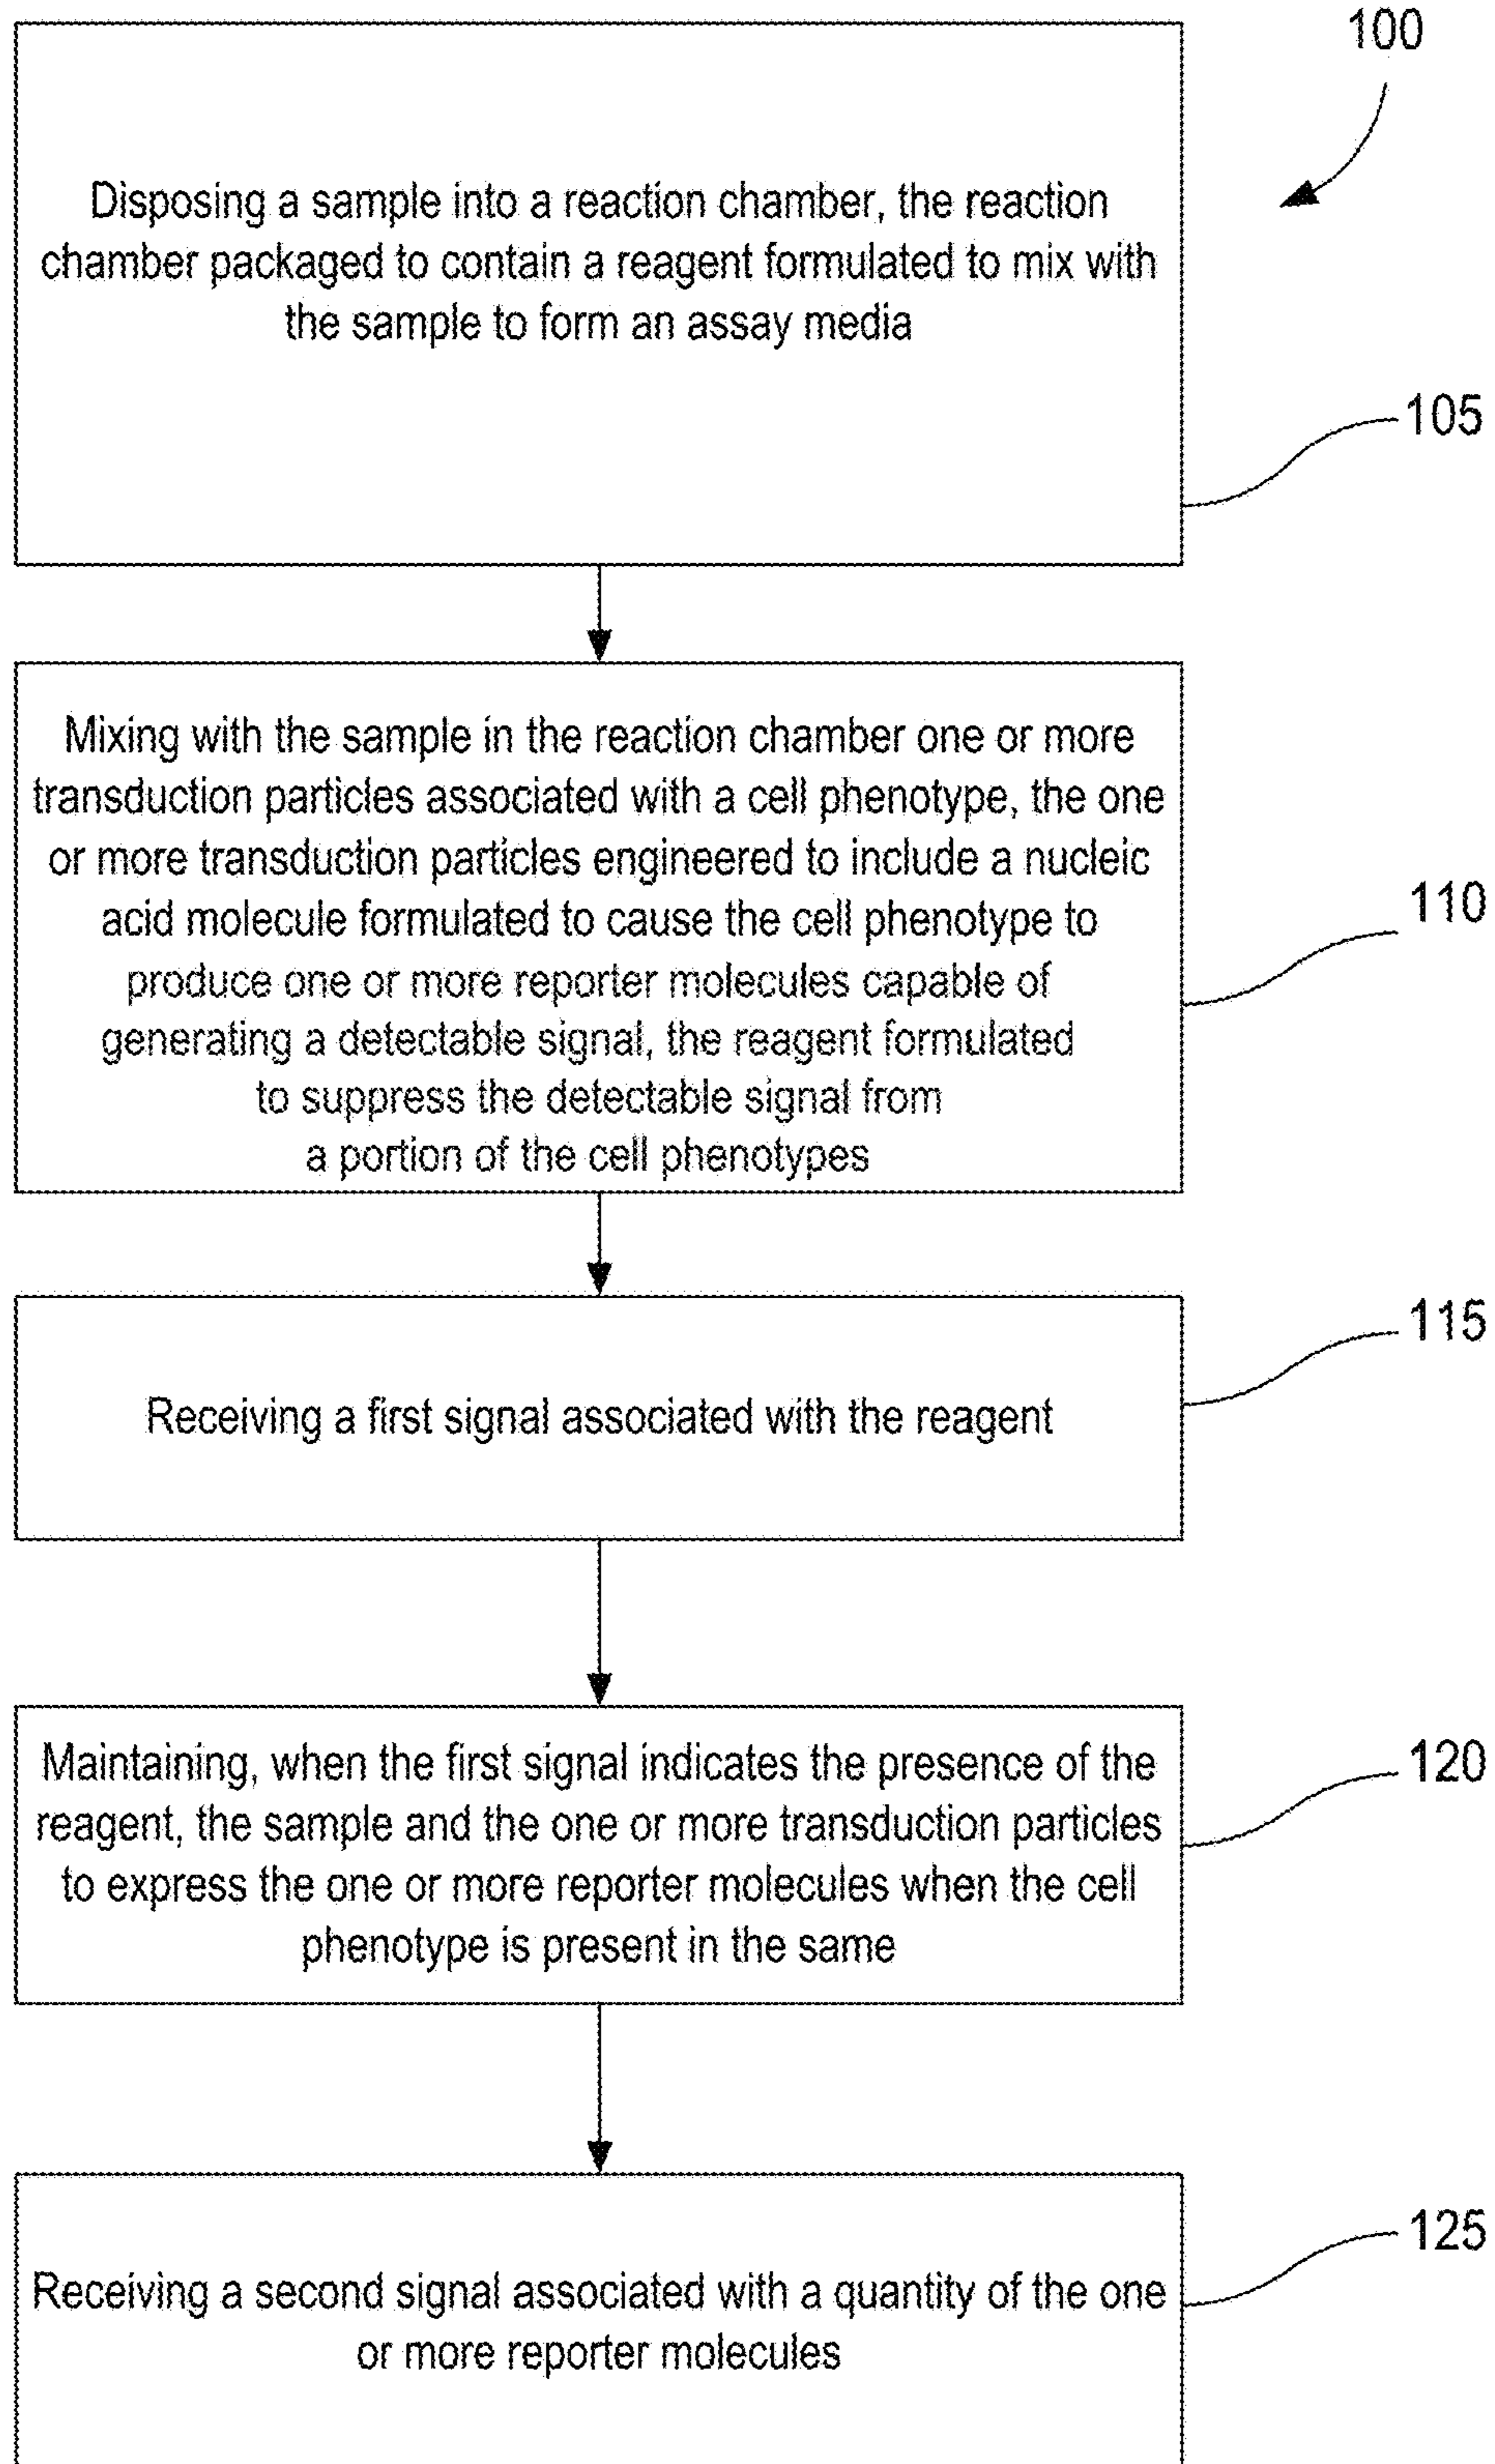 100
Disposing a sample into a reaction chamber, the reaction
chamber packaged to contain a reagent formulated to mix with
the sample to form an assay media
105
Mixing with the sample in the reaction chamber one or more
transduction particles associated with a cell phenotype, the one
or more transduction particles engineered to include a nucleic
acid molecule formulated to cause the cell phenotype to
produce one or more reporter molecules capable of
generating a detectable signal, the reagent formulated
to suppress the detectable signal from
a portion of the cell phenotypes
110
Receiving a first signal associated with the reagent
115
Maintaining, when the first signal indicates the presence of the
reagent, the sample and the one or more transduction particles
to express the one or more reporter molecules when the cell
phenotype is present in the same
120
Receiving a second signal associated with a quantity of the one
or more reporter molecules
125